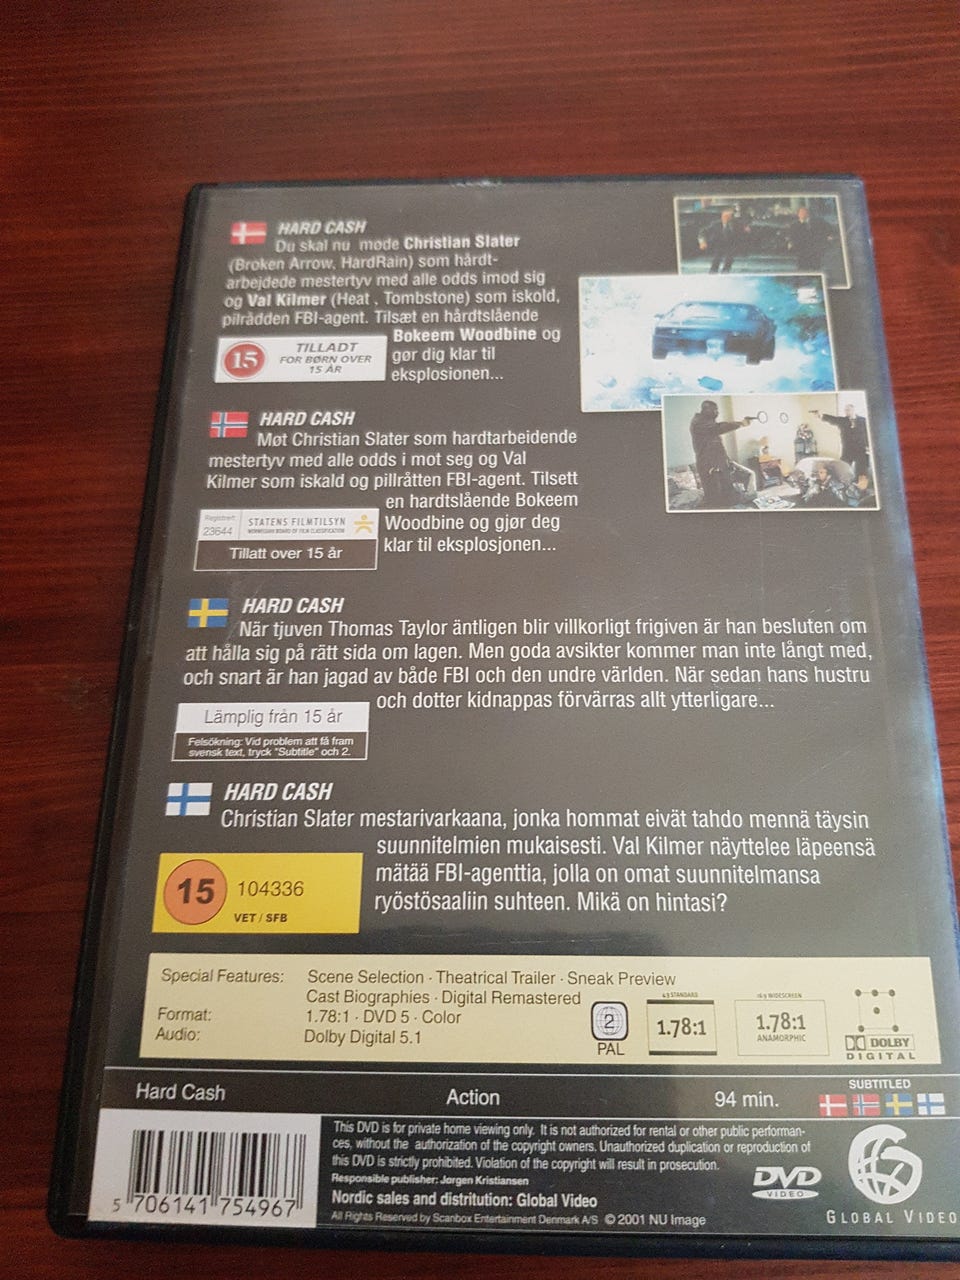 HARD CASH
Du skal nu møde Christian Slater
(Broken Arrow, HardRain) som hårdt-
arbejdede mestertyv med alle odds imod sig
og Val Kilmer (Heat , Tombstone) som iskold,
pilrådden FBI-agent. Tilsæt en hårdtslående
Bokeem Woodbine og
gør dig klar til
eksplosionen...
15
TILLADT
FOR BØRN OVER
15 ÅR
HARD CASH
Møt Christian Slater som hardtarbeidende
mestertyv med alle odds i mot seg og Val
Kilmer som iskald og pillråtten FBI-agent. Tilsett
en hardtslående Bokeem
Woodbine og gjør deg
klar til eksplosjonen...
Registrert
23644
STATENS FILMTILSYN
NORWEGIAN BOARD OF FILM CLASSIFICATION
Tillatt over 15 år
HARD CASH
När tjuven Thomas Taylor äntligen blir villkorligt frigiven är han besluten om
att hålla sig på rätt sida om lagen. Men goda avsikter kommer man inte långt med,
och snart är han jagad av både FBI och den undre världen. När sedan hans hustru
och dotter kidnappas förvärras allt ytterligare...
Lämplig från 15 år
Felsökning: Vid problem att få fram
svensk text, tryck "Subtitle" och 2.
HARD CASH
Christian Slater mestarivarkaana, jonka hommat eivät tahdo mennä täysin
suunnitelmien mukaisesti. Val Kilmer näyttelee läpeensä
mätää FBI-agenttia, jolla on omat suunnitelmansa
ryöstösaaliin suhteen. Mikä on hintasi?
15 104336
VET / SFB
Special Features: Scene Selection · Theatrical Trailer · Sneak Preview
Cast Biographies · Digital Remastered
Format: 1.78:1 · DVD 5 · Color
Audio: Dolby Digital 5.1
2
PAL
4:3 STANDARD
1.78:1
16:9 WIDESCREEN
1.78:1
ANAMORPHIC
DOLBY
DIGITAL
Hard Cash Action 94 min.
SUBTITLED
This DVD is for private home viewing only. It is not authorized for rental or other public performan-
ces, without the authorization of the copyright owners. Unauthorized duplication or reproduction of
this DVD is strictly prohibited. Violation of the copyright will result in prosecution.
Responsible publisher: Jørgen Kristiansen
Nordic sales and distritution: Global Video
All Rights Reserved by Scanbox Entertainment Denmark A/S © 2001 NU Image
5 706141 754967
DVD
VIDEO
GLOBAL VIDEO